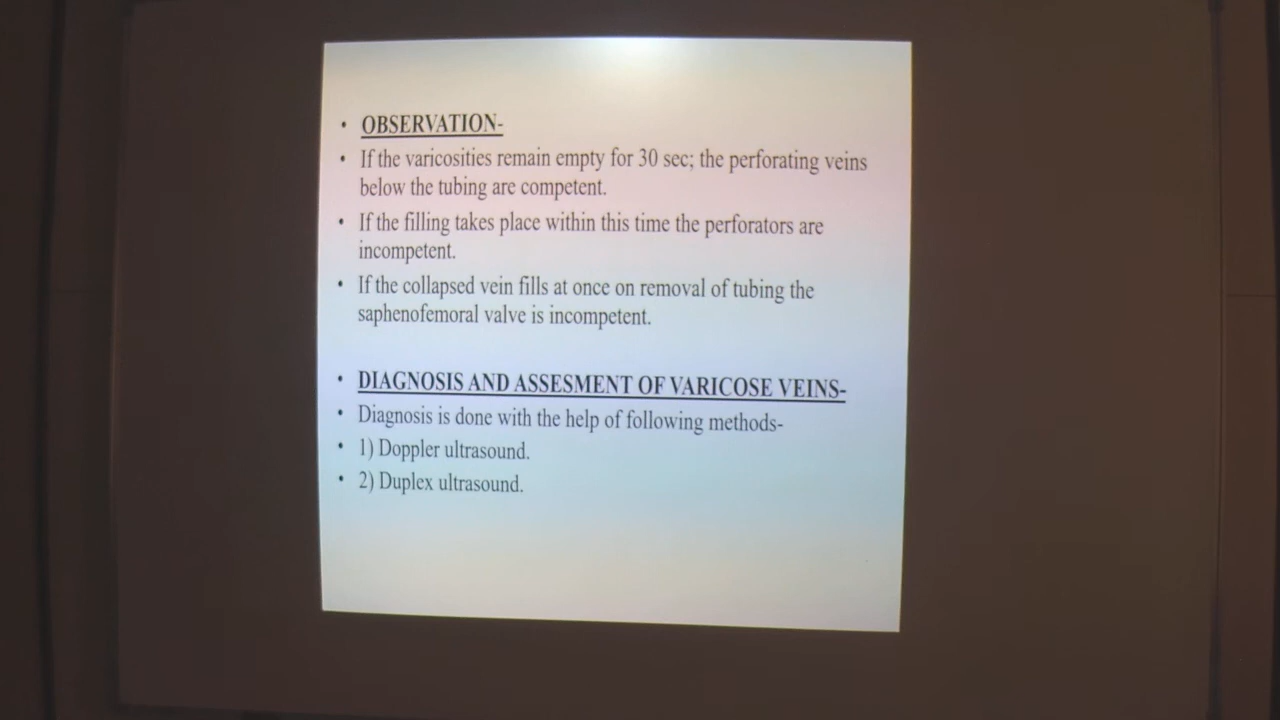 • OBSERVATION-
• If the varicosities remain empty for 30 sec; the perforating veins
below the tubing are competent.
• If the filling takes place within this time the perforators are
incompetent.
• If the collapsed vein fills at once on removal of tubing the
saphenofemoral valve is incompetent.
• DIAGNOSIS AND ASSESMENT OF VARICOSE VEINS-
• Diagnosis is done with the help of following methods-
• 1) Doppler ultrasound.
• 2) Duplex ultrasound.